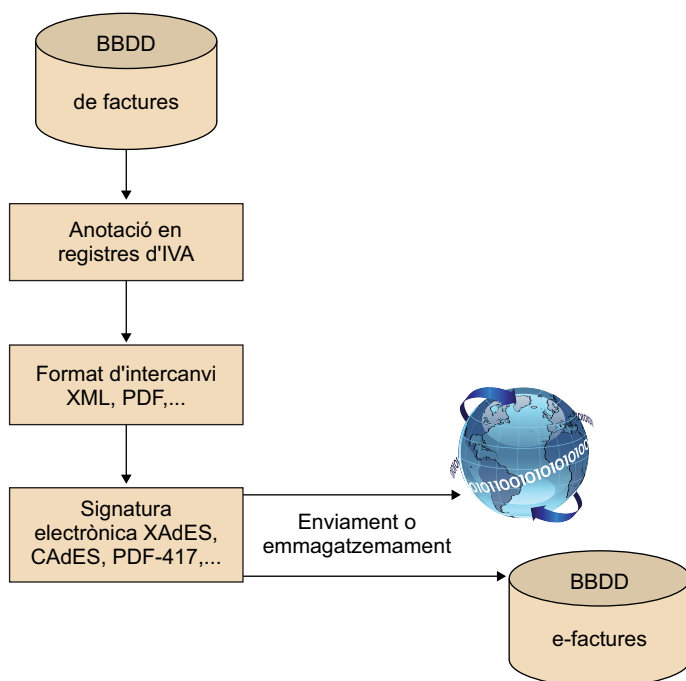 BBDD
de factures
Anotació en
registres d'IVA
Format d'intercanvi
XML, PDF,...
Signatura
electrònica XAdES,
CAdES, PDF-417,...
Enviament o
emmagatzemament
010110010101010100
BBDD
e-factures